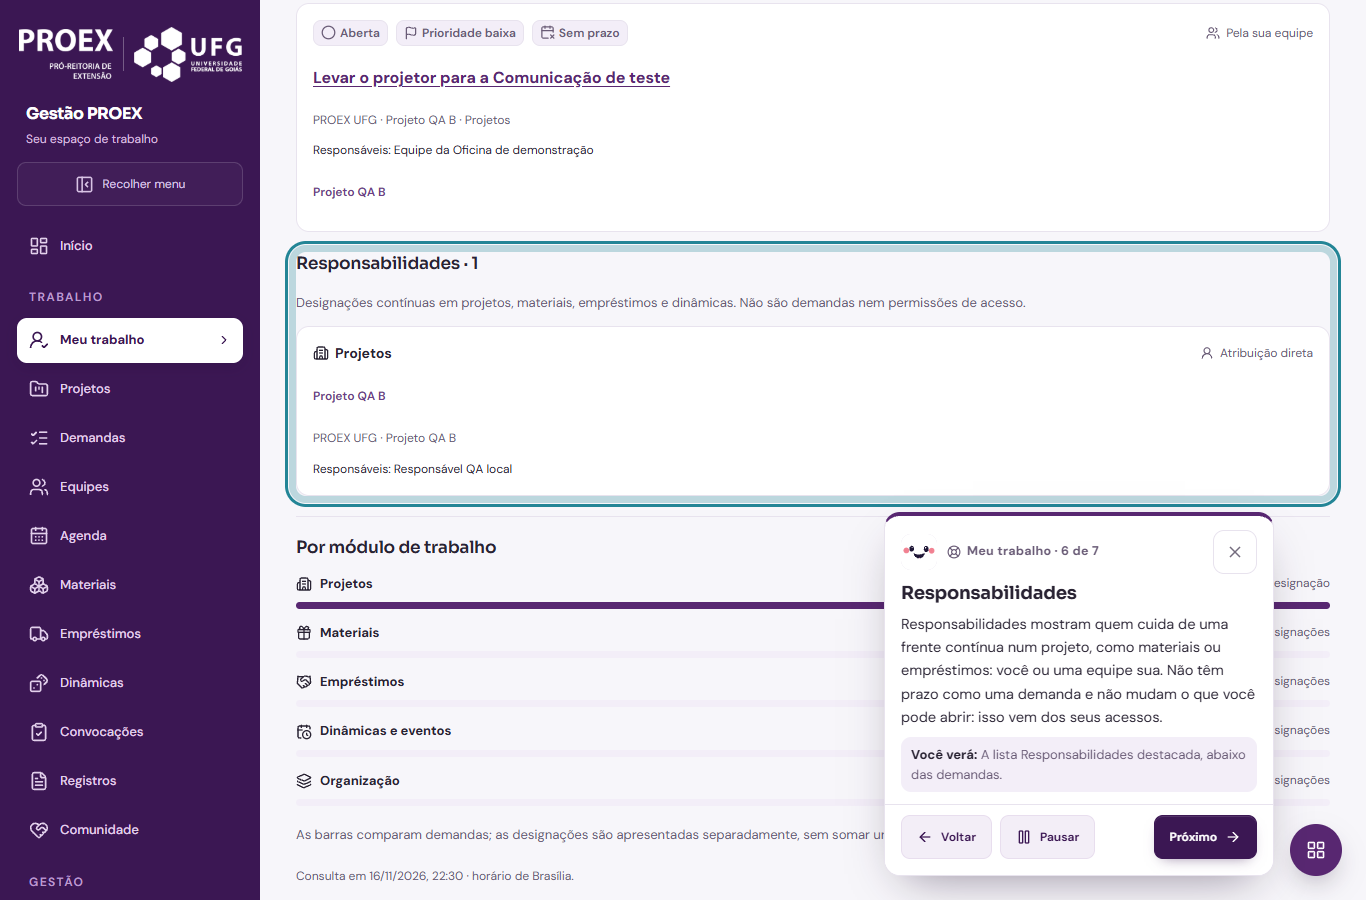 PROEX
PRÓ-REITORIA DE
EXTENSÃO
UFG
UNIVERSIDADE
FEDERAL DE GOIÁS
Gestão PROEX
Seu espaço de trabalho
Recolher menu
Início
TRABALHO
Meu trabalho
Projetos
Demandas
Equipes
Agenda
Materiais
Empréstimos
Dinâmicas
Convocações
Registros
Comunidade
GESTÃO
Aberta
Prioridade baixa
Sem prazo
Pela sua equipe
Levar o projetor para a Comunicação de teste
PROEX UFG · Projeto QA B · Projetos
Responsáveis: Equipe da Oficina de demonstração
Projeto QA B
Responsabilidades · 1
Designações contínuas em projetos, materiais, empréstimos e dinâmicas. Não são demandas nem permissões de acesso.
Projetos
Atribuição direta
Projeto QA B
PROEX UFG · Projeto QA B
Responsáveis: Responsável QA local
Por módulo de trabalho
Projetos
esignação
Materiais
signações
Empréstimos
signações
Dinâmicas e eventos
signações
Organização
signações
As barras comparam demandas; as designações são apresentadas separadamente, sem somar
Consulta em 16/11/2026, 22:30 · horário de Brasília.
Meu trabalho · 6 de 7
Responsabilidades
Responsabilidades mostram quem cuida de uma
frente contínua num projeto, como materiais ou
empréstimos: você ou uma equipe sua. Não têm
prazo como uma demanda e não mudam o que você
pode abrir: isso vem dos seus acessos.
Você verá: A lista Responsabilidades destacada, abaixo
das demandas.
Voltar
Pausar
Próximo